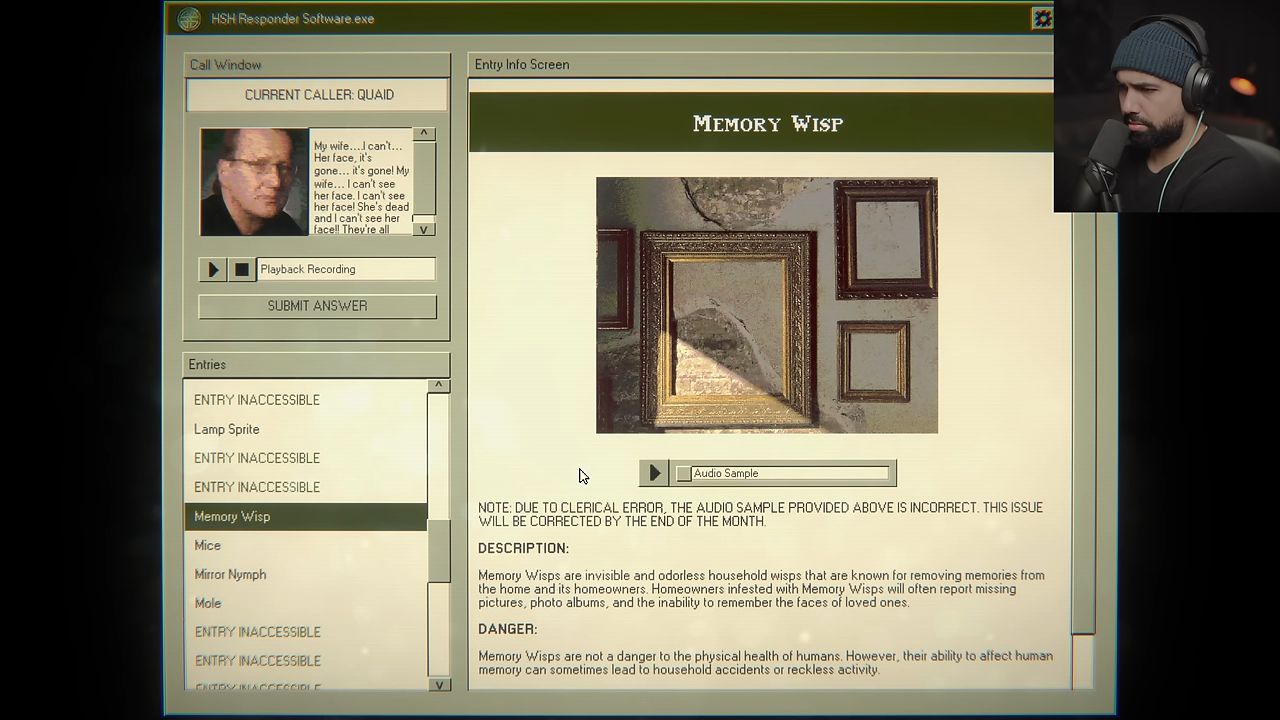 HSH Responder Software.exe
Call Window
CURRENT CALLER: QUAID
My wife....I can't...
Her face, it's
gone... it's gone! My
wife... I can't see
her face. I can't see
her face! She's dead
and I can't see her
face!! They're all
Playback Recording
SUBMIT ANSWER
Entries
ENTRY INACCESSIBLE
Lamp Sprite
ENTRY INACCESSIBLE
ENTRY INACCESSIBLE
Memory Wisp
Mice
Mirror Nymph
Mole
ENTRY INACCESSIBLE
ENTRY INACCESSIBLE
ENTRY INACCESSIBLE
Entry Info Screen
MEMORY WISP
Audio Sample
NOTE: DUE TO CLERICAL ERROR, THE AUDIO SAMPLE PROVIDED ABOVE IS INCORRECT. THIS ISSUE
WILL BE CORRECTED BY THE END OF THE MONTH.
DESCRIPTION:
Memory Wisps are invisible and odorless household wisps that are known for removing memories from
the home and its homeowners. Homeowners infested with Memory Wisps will often report missing
pictures, photo albums, and the inability to remember the faces of loved ones.
DANGER:
Memory Wisps are not a danger to the physical health of humans. However, their ability to affect human
memory can sometimes lead to household accidents or reckless activity.